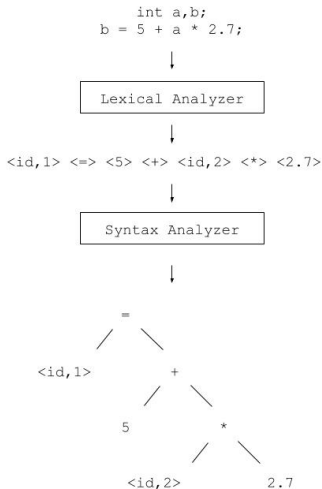 int a,b;
b = 5 + a * 2.7;
Lexical Analyzer
<id,1> <=> <5> <+> <id,2> <*> <2.7>
Syntax Analyzer
=
<id,1> +
5 *
<id,2> 2.7